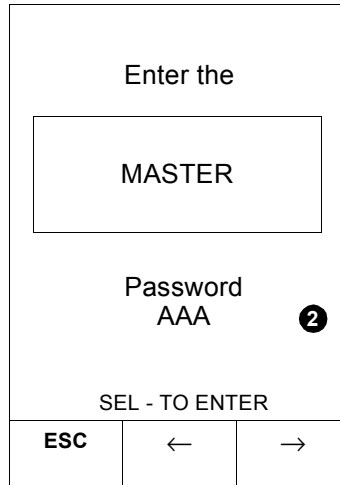 Enter the
MASTER
Password
AAA
2
SEL - TO ENTER
ESC ← →